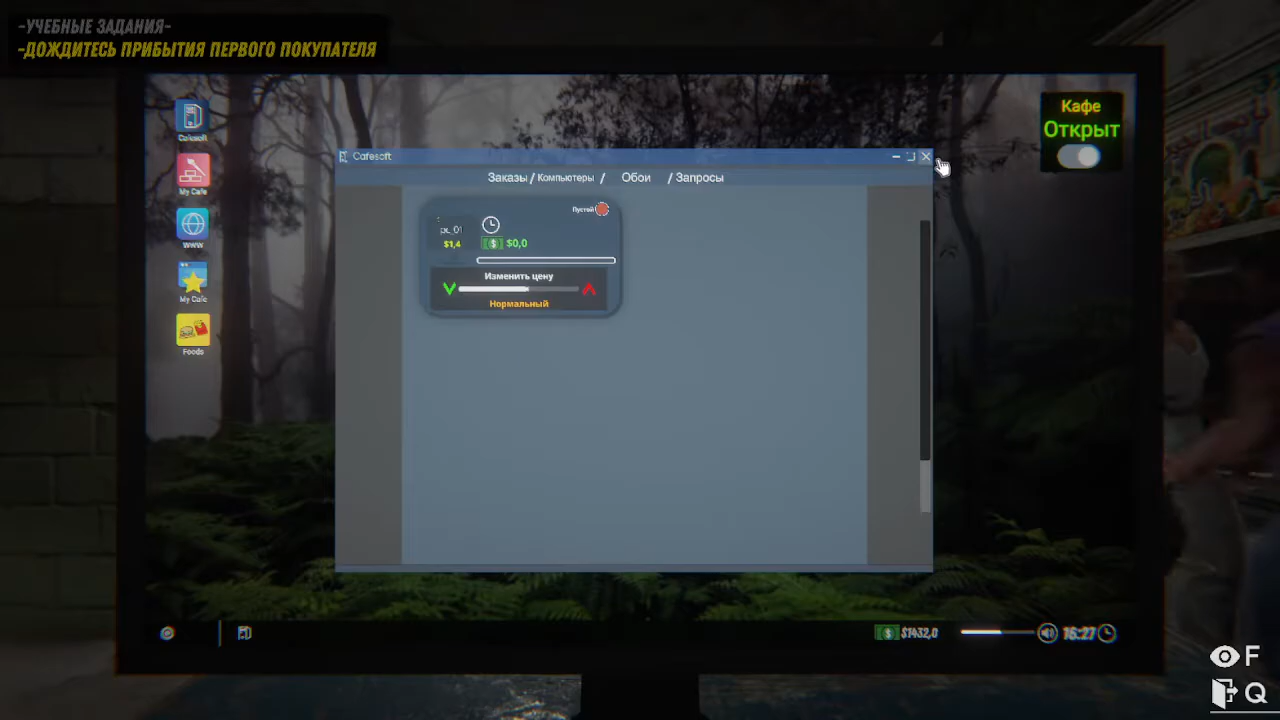 -УЧЕБНЫЕ ЗАДАНИЯ-
-ДОЖДИТЕСЬ ПРИБЫТИЯ ПЕРВОГО ПОКУПАТЕЛЯ
Cafesoft
My Cafe
WWW
My Cafe
Foods
Кафе
Открыт
Cafesoft
Заказы / Компьютеры / Обои / Запросы
Пустой
pc_01
$1,4
$0,0
Изменить цену
Нормальный
$1432,0
16:27
F
Q